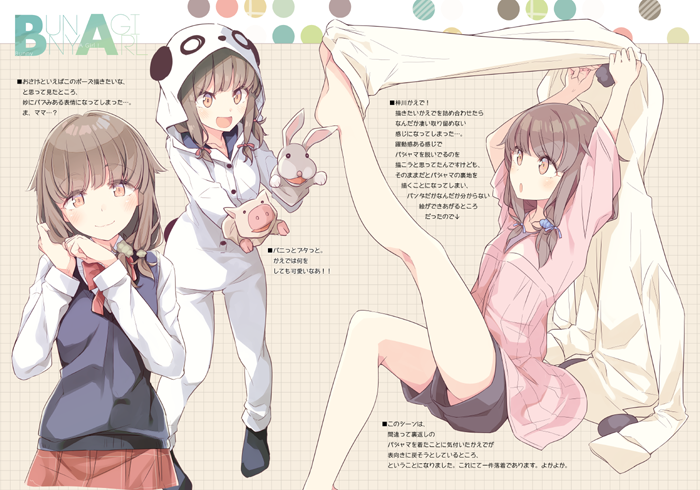 BUNNY AGIRL
■おさげといえばこのポーズ描きたいな、
と思って見たところ、
妙にバブみある表情になってしまった…。
ま、ママ…?
■バニっとブタっと。
かえでは何を
しても可愛いなあ！！
■梓川かえで！
描きたいかえでを詰め合わせたら
なんだか凄い取り留めない
感じになってしまった…。
躍動感ある感じで
パジャマを脱いでるのを
描こうと思ってたんですけども、
そのままだとパジャマの裏地を
描くことになってしまい、
パンダだかなんだか分からない
絵ができあがるところ
だったので↓
■このシーンは、
間違って裏返しの
パジャマを着たことに気付いたかえでが
表向きに戻そうとしているところ、
ということになりました。これにて一件落着であります。よかよか。